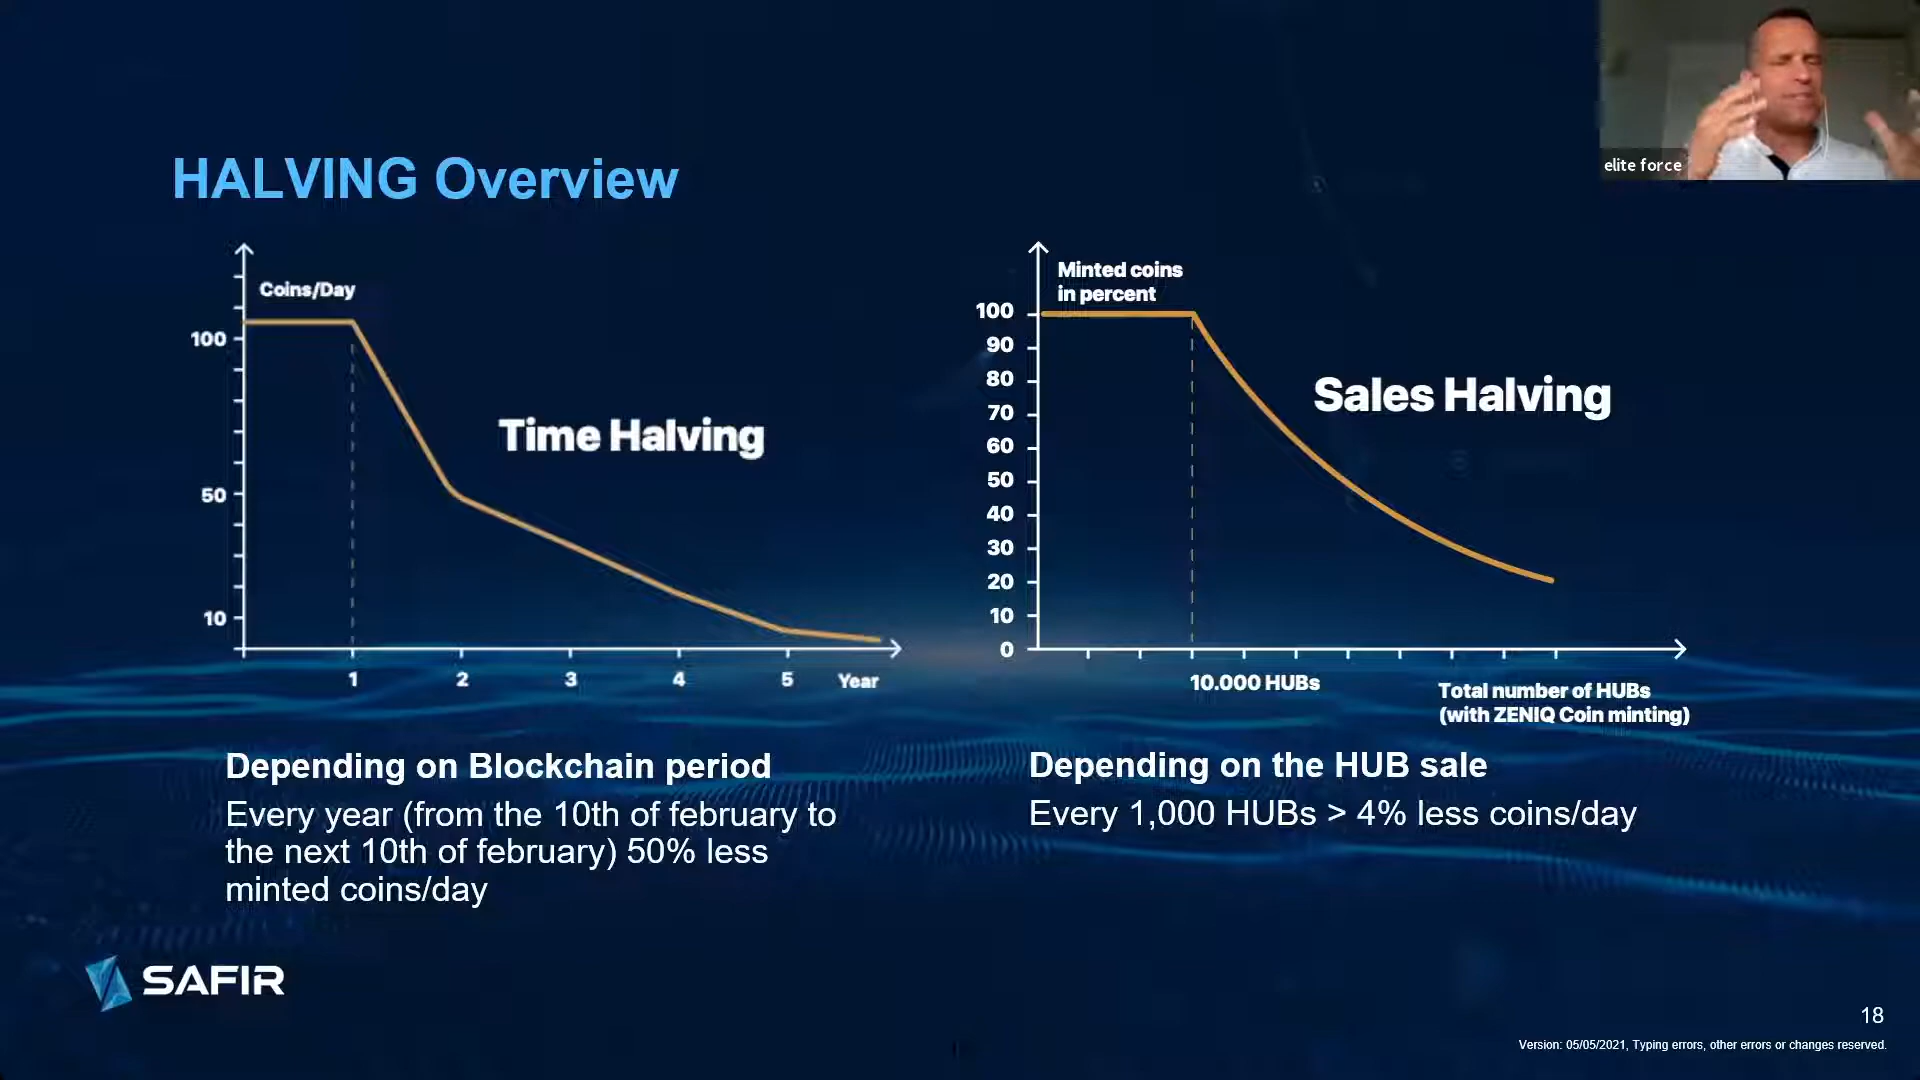 elite force
HALVING Overview
Coins/Day
100
50
10
1
2
3
4
5
Year
Time Halving
Minted coins
in percent
100
90
80
70
60
50
40
30
20
10
0
Sales Halving
10.000 HUBs
Total number of HUBs
(with ZENIQ Coin minting)
Depending on Blockchain period
Every year (from the 10th of february to
the next 10th of february) 50% less
minted coins/day
Depending on the HUB sale
Every 1,000 HUBs > 4% less coins/day
SAFIR
18
Version: 05/05/2021, Typing errors, other errors or changes reserved.